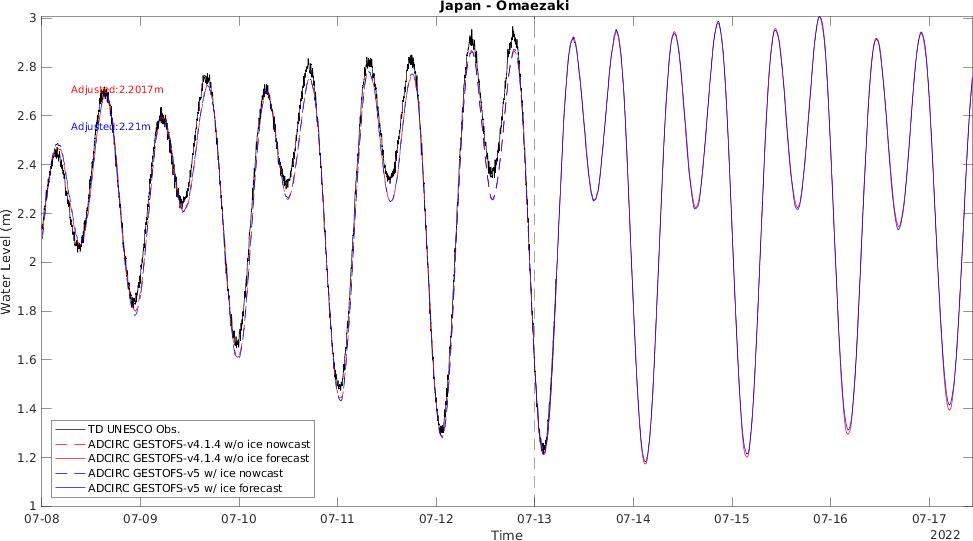 Japan - Omaezaki
3
2.8
2.6
2.4
2.2
2
1.8
1.6
1.4
1.2
1
Water Level (m)
Adjusted:2.2017m
Adjusted:2.21m
TD UNESCO Obs.
ADCIRC GESTOFS-v4.1.4 w/o ice nowcast
ADCIRC GESTOFS-v4.1.4 w/o ice forecast
ADCIRC GESTOFS-v5 w/ ice nowcast
ADCIRC GESTOFS-v5 w/ ice forecast
07-08 07-09 07-10 07-11 07-12 07-13 07-14 07-15 07-16 07-17
Time
2022